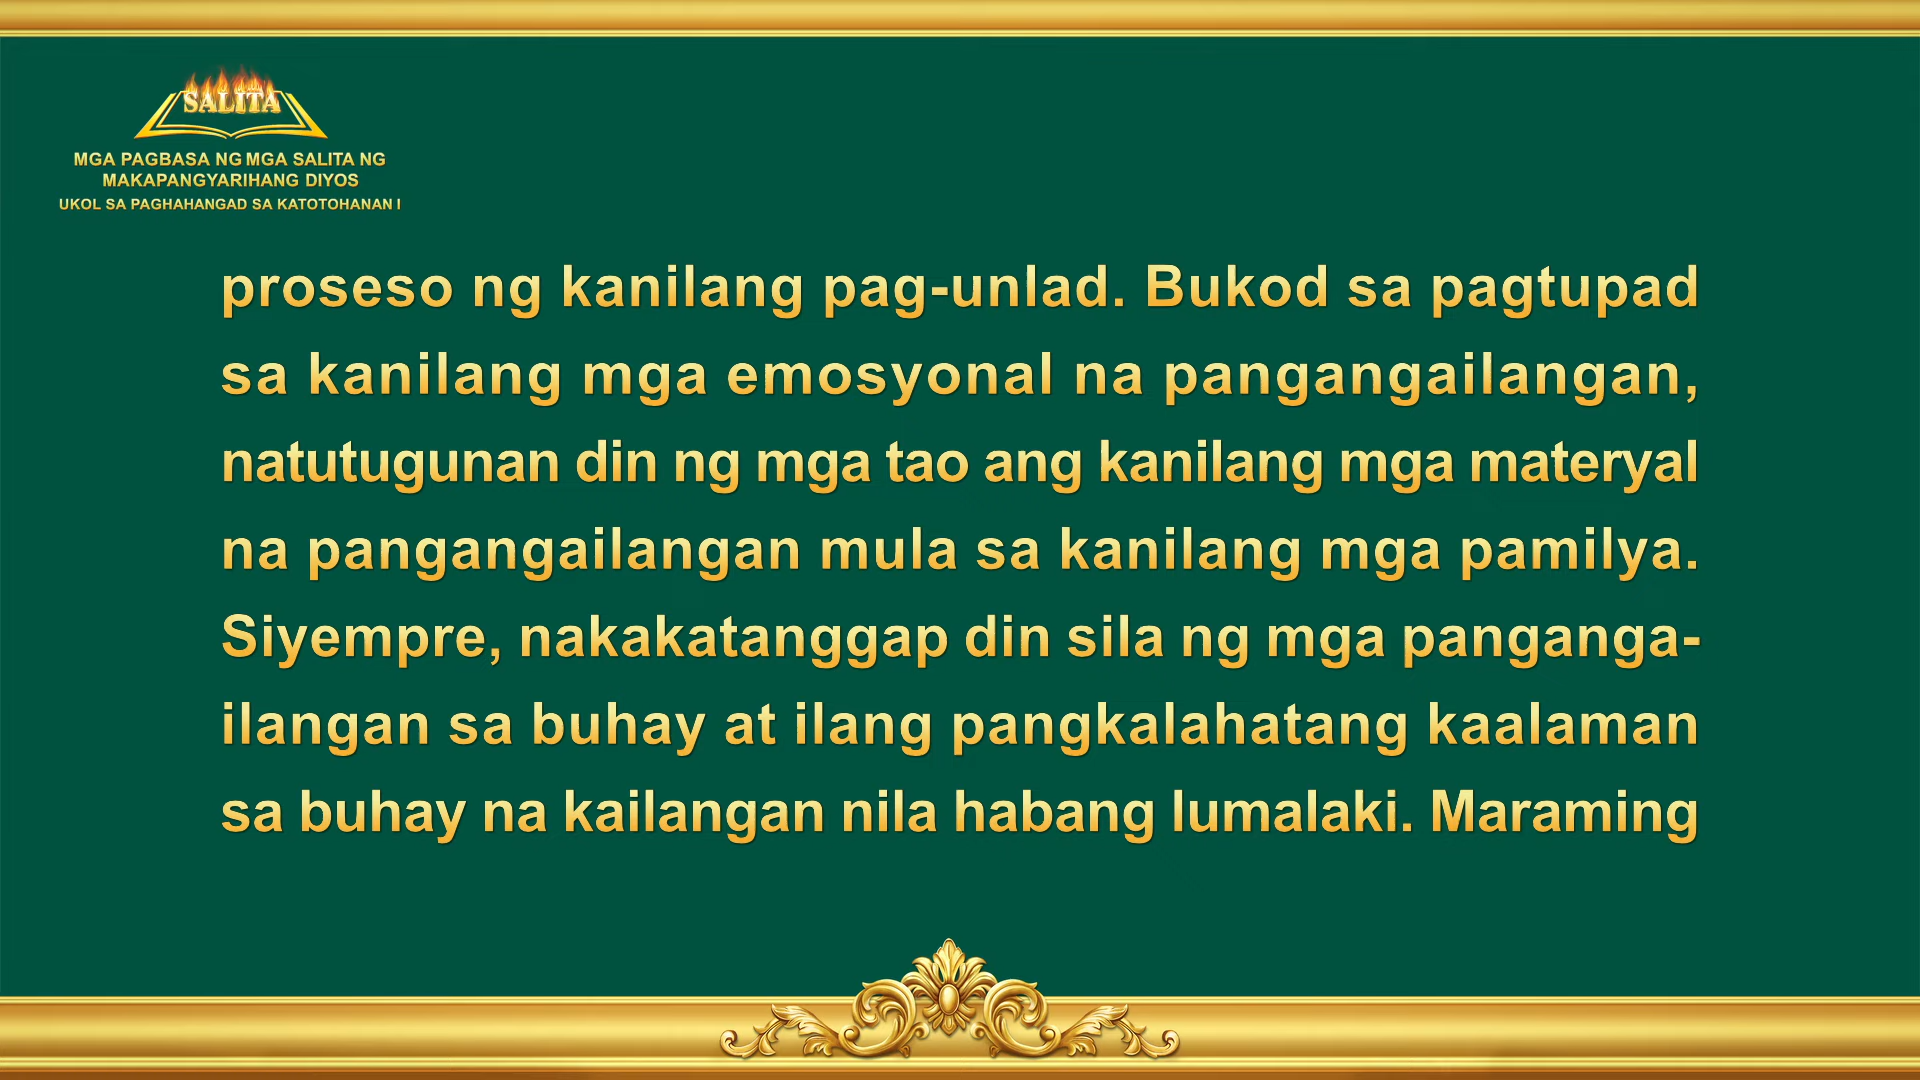 SALITA
MGA PAGBASA NG MGA SALITA NG
MAKAPANGYARIHANG DIYOS
UKOL SA PAGHAHANGAD SA KATOTOHANAN I
proseso ng kanilang pag-unlad. Bukod sa pagtupad
sa kanilang mga emosyonal na pangangailangan,
natutugunan din ng mga tao ang kanilang mga materyal
na pangangailangan mula sa kanilang mga pamilya.
Siyempre, nakakatanggap din sila ng mga panganga-
ilangan sa buhay at ilang pangkalahatang kaalaman
sa buhay na kailangan nila habang lumalaki. Maraming